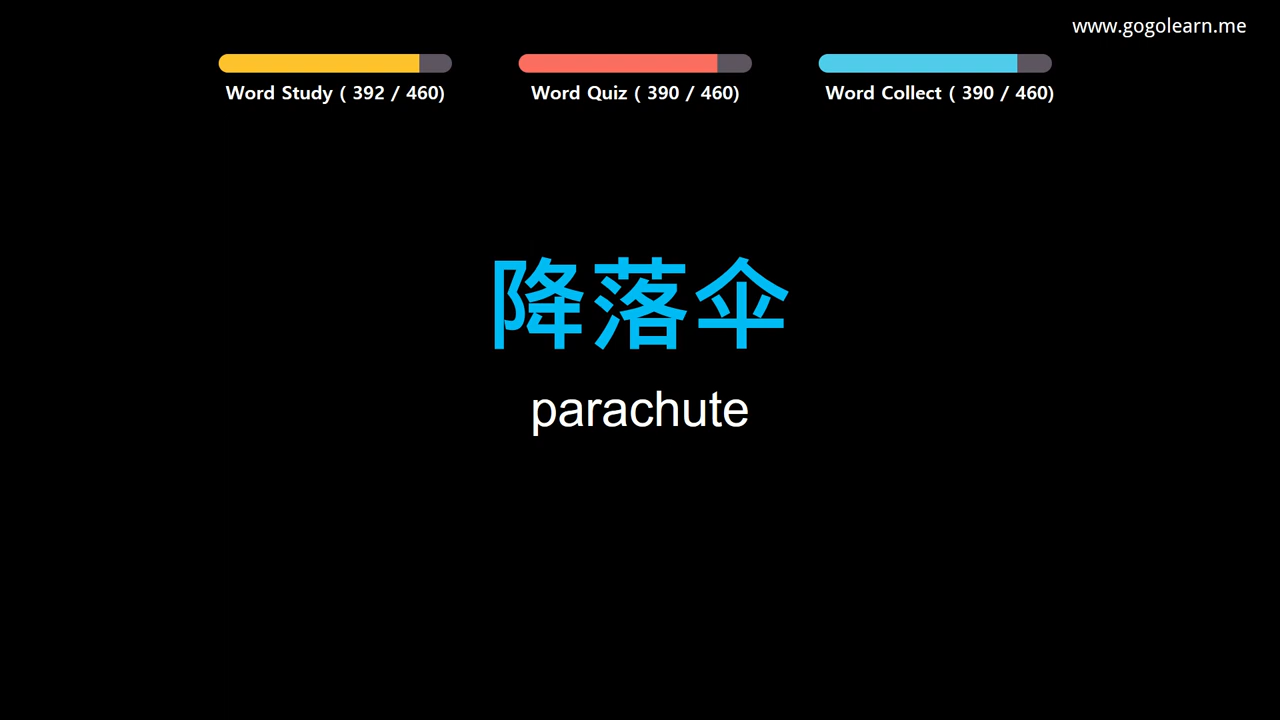 www.gogolearn.me
Word Study ( 392 / 460)
Word Quiz ( 390 / 460)
Word Collect ( 390 / 460)
降落伞
parachute